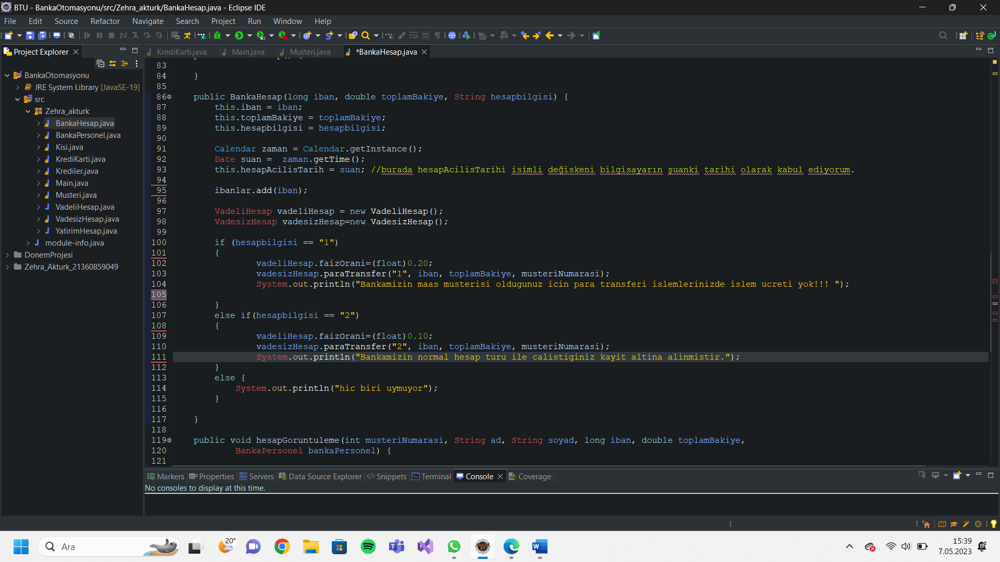 BTU - BankaOtomasyonu/src/Zehra_akturk/BankaHesap.java - Eclipse IDE
File Edit Source Refactor Navigate Search Project Run Window Help
Project Explorer
KrediKarti.java Main.java Musteri.java *BankaHesap.java
BankaOtomasyonu
JRE System Library [JavaSE-19]
src
Zehra_akturk
BankaHesap.java
BankaPersonel.java
Kisi.java
KrediKarti.java
Krediler.java
Main.java
Musteri.java
VadeliHesap.java
VadesizHesap.java
YatirimHesap.java
module-info.java
DonemProjesi
Zehra_Akturk_21360859049
83
84 }
85
86 public BankaHesap(long iban, double toplamBakiye, String hesapbilgisi) {
87 this.iban = iban;
88 this.toplamBakiye = toplamBakiye;
89 this.hesapbilgisi = hesapbilgisi;
90
91 Calendar zaman = Calendar.getInstance();
92 Date suan =  zaman.getTime();
93 this.hesapAcilisTarih = suan; //burada hesapAcilisTarihi isimli değiskeni bilgisayarın şuanki tarihi olarak kabul ediyorum.
94
95 ibanlar.add(iban);
96
97 VadeliHesap vadeliHesap = new VadeliHesap();
98 VadesizHesap vadesizHesap=new VadesizHesap();
99
100 if (hesapbilgisi == "1")
101 {
102 vadeliHesap.faizOrani=(float)0.20;
103 vadesizHesap.paraTransfer("1", iban, toplamBakiye, musteriNumarasi);
104 System.out.println("Bankamizin maas musterisi oldugunuz icin para transferi islemlerinizde islem ucreti yok!!! ");
105
106 }
107 else if(hesapbilgisi == "2")
108 {
109 vadeliHesap.faizOrani=(float)0.10;
110 vadesizHesap.paraTransfer("2", iban, toplamBakiye, musteriNumarasi);
111 System.out.println("Bankamizin normal hesap turu ile calistiginiz kayit altina alinmistir.");
112 }
113 else {
114 System.out.println("hic biri uymuyor");
115 }
116
117 }
118
119 public void hesapGoruntuleme(int musteriNumarasi, String ad, String soyad, long iban, double toplamBakiye,
120 BankaPersonel bankaPersonel) {
121
Markers Properties Servers Data Source Explorer Snippets Terminal Console Coverage
No consoles to display at this time.
Ara
20°
15:39
7.05.2023